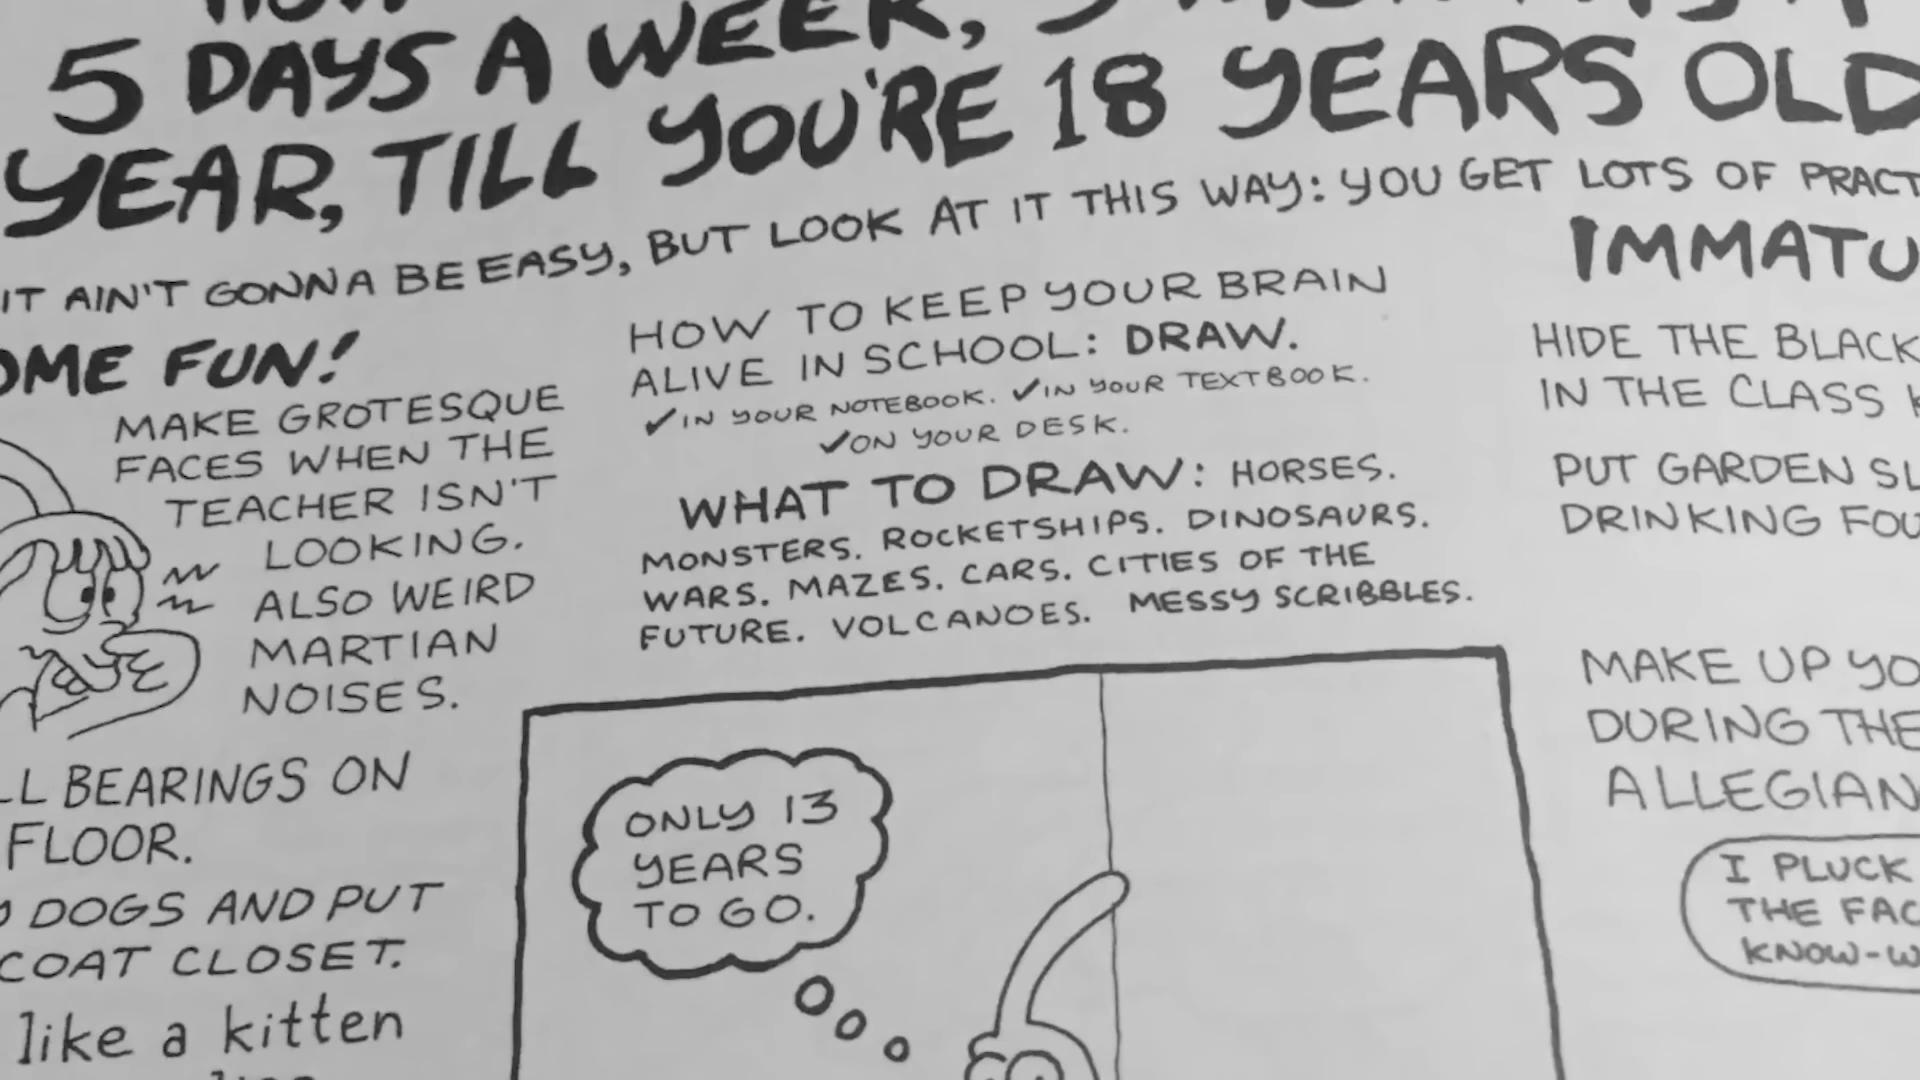 5 DAYS A WEEK,
YEAR, TILL YOU'RE 18 YEARS OLD
IT AIN'T GONNA BE EASY, BUT LOOK AT IT THIS WAY: YOU GET LOTS OF
FUN!
MAKE GROTESQUE
FACES WHEN THE
TEACHER ISN'T
LOOKING.
ALSO WEIRD
MARTIAN
NOISES.
BEARINGS ON
FLOOR.
DOGS AND PUT
COAT CLOSET.
like a kitten
HOW TO KEEP YOUR BRAIN
ALIVE IN SCHOOL: DRAW.
✓IN YOUR NOTEBOOK. ✓IN YOUR TEXTBOOK.
✓ON YOUR DESK.
WHAT TO DRAW: HORSES.
MONSTERS. ROCKETSHIPS. DINOSAURS.
WARS. MAZES. CARS. CITIES OF THE
FUTURE. VOLCANOES. MESSY SCRIBBLES.
ONLY 13
YEARS
TO GO.
IMMATU
HIDE THE BLACK
IN THE CLASS
PUT GARDEN SL
DRINKING FOU
MAKE UP YO
DURING THE
ALLEGIAN
I PLUCK
THE FAC
KNOW-W